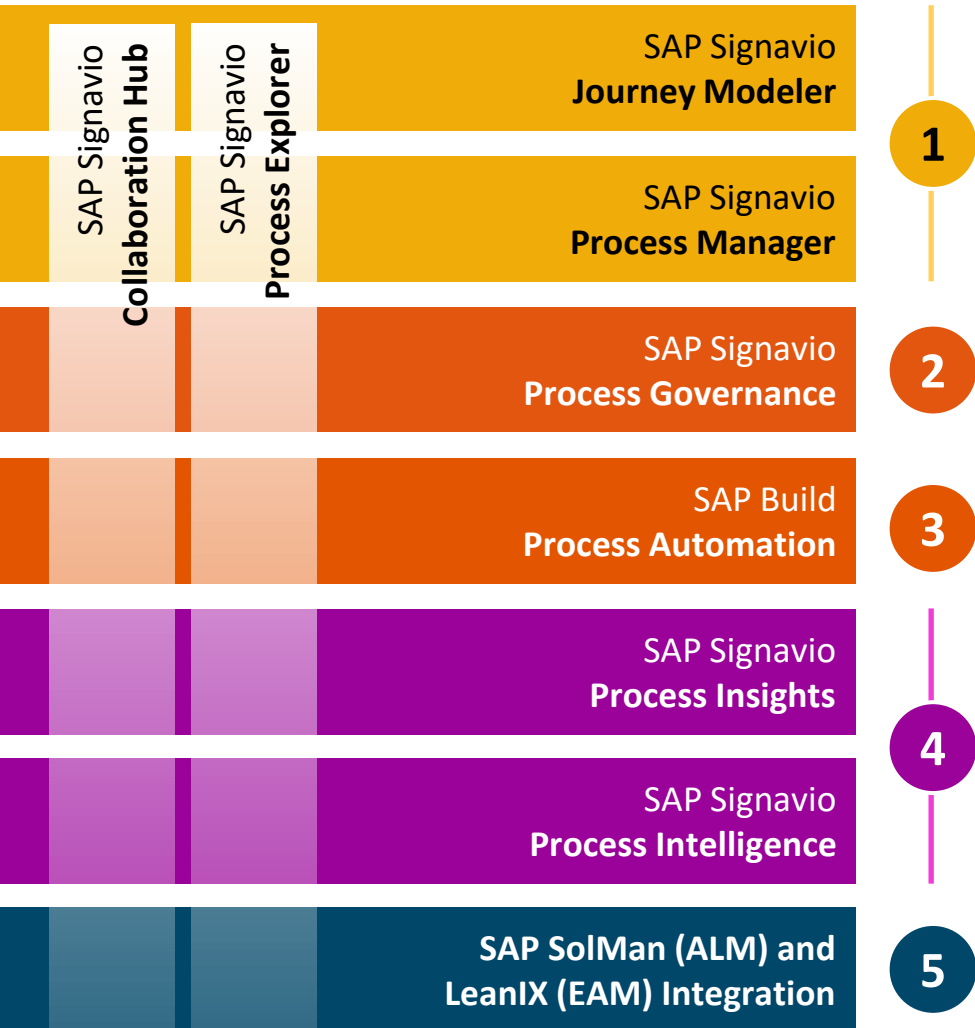 SAP Signavio
Collaboration Hub
SAP Signavio
Process Explorer
SAP Signavio
Journey Modeler
1
SAP Signavio
Process Manager
SAP Signavio
Process Governance
2
SAP Build
Process Automation
3
SAP Signavio
Process Insights
4
SAP Signavio
Process Intelligence
SAP SolMan (ALM) and
LeanIX (EAM) Integration
5